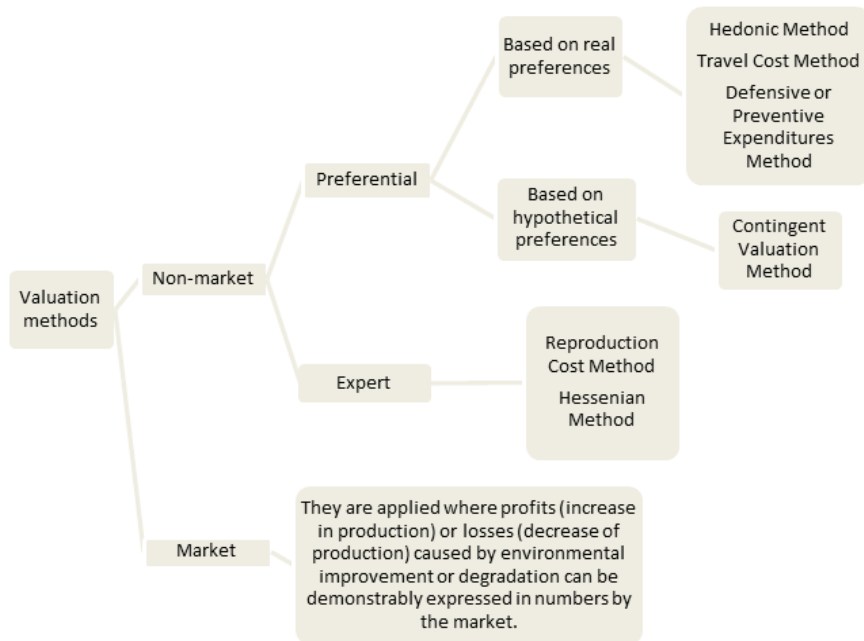 Valuation
methods
Non-market
Preferential
Based on real
preferences
Hedonic Method
Travel Cost Method
Defensive or
Preventive
Expenditures
Method
Based on
hypothetical
preferences
Contingent
Valuation
Method
Expert
Reproduction
Cost Method
Hessenian
Method
Market
They are applied where profits (increase
in production) or losses (decrease of
production) caused by environmental
improvement or degradation can be
demonstrably expressed in numbers by
the market.